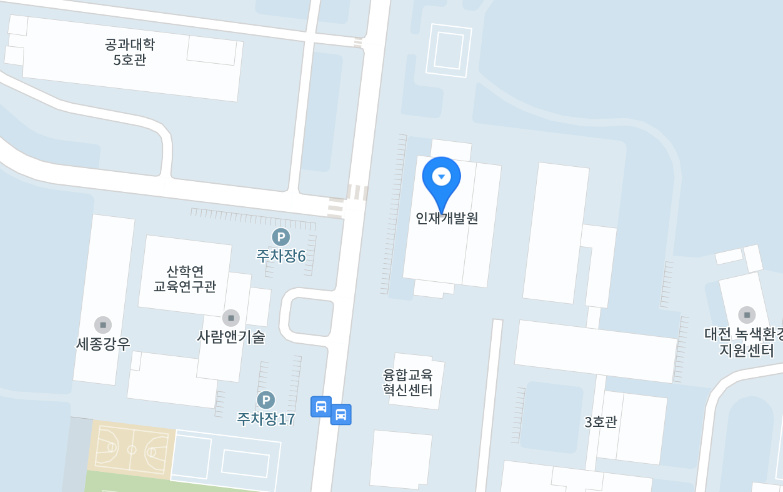 공과대학
5호관
인재개발원
P
주차장6
산학연
교육연구관
세종강우
사람앤기술
대전 녹색환경
지원센터
융합교육
혁신센터
P
주차장17
3호관